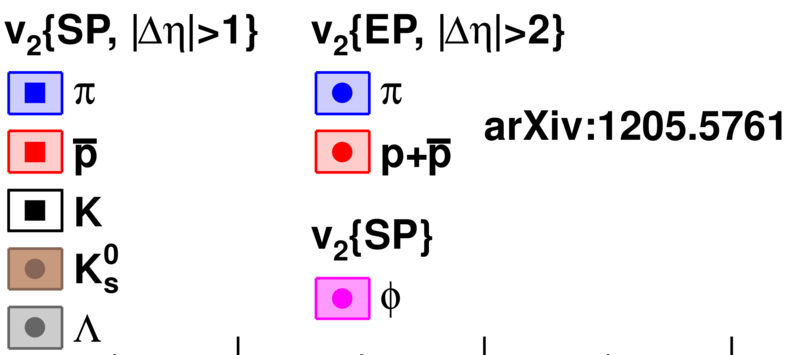 v₂{SP, |Δη|>1}
π
p̅
K
K⁰ₛ
Λ
v₂{EP, |Δη|>2}
π
p+p̅
arXiv:1205.5761
v₂{SP}
ϕ